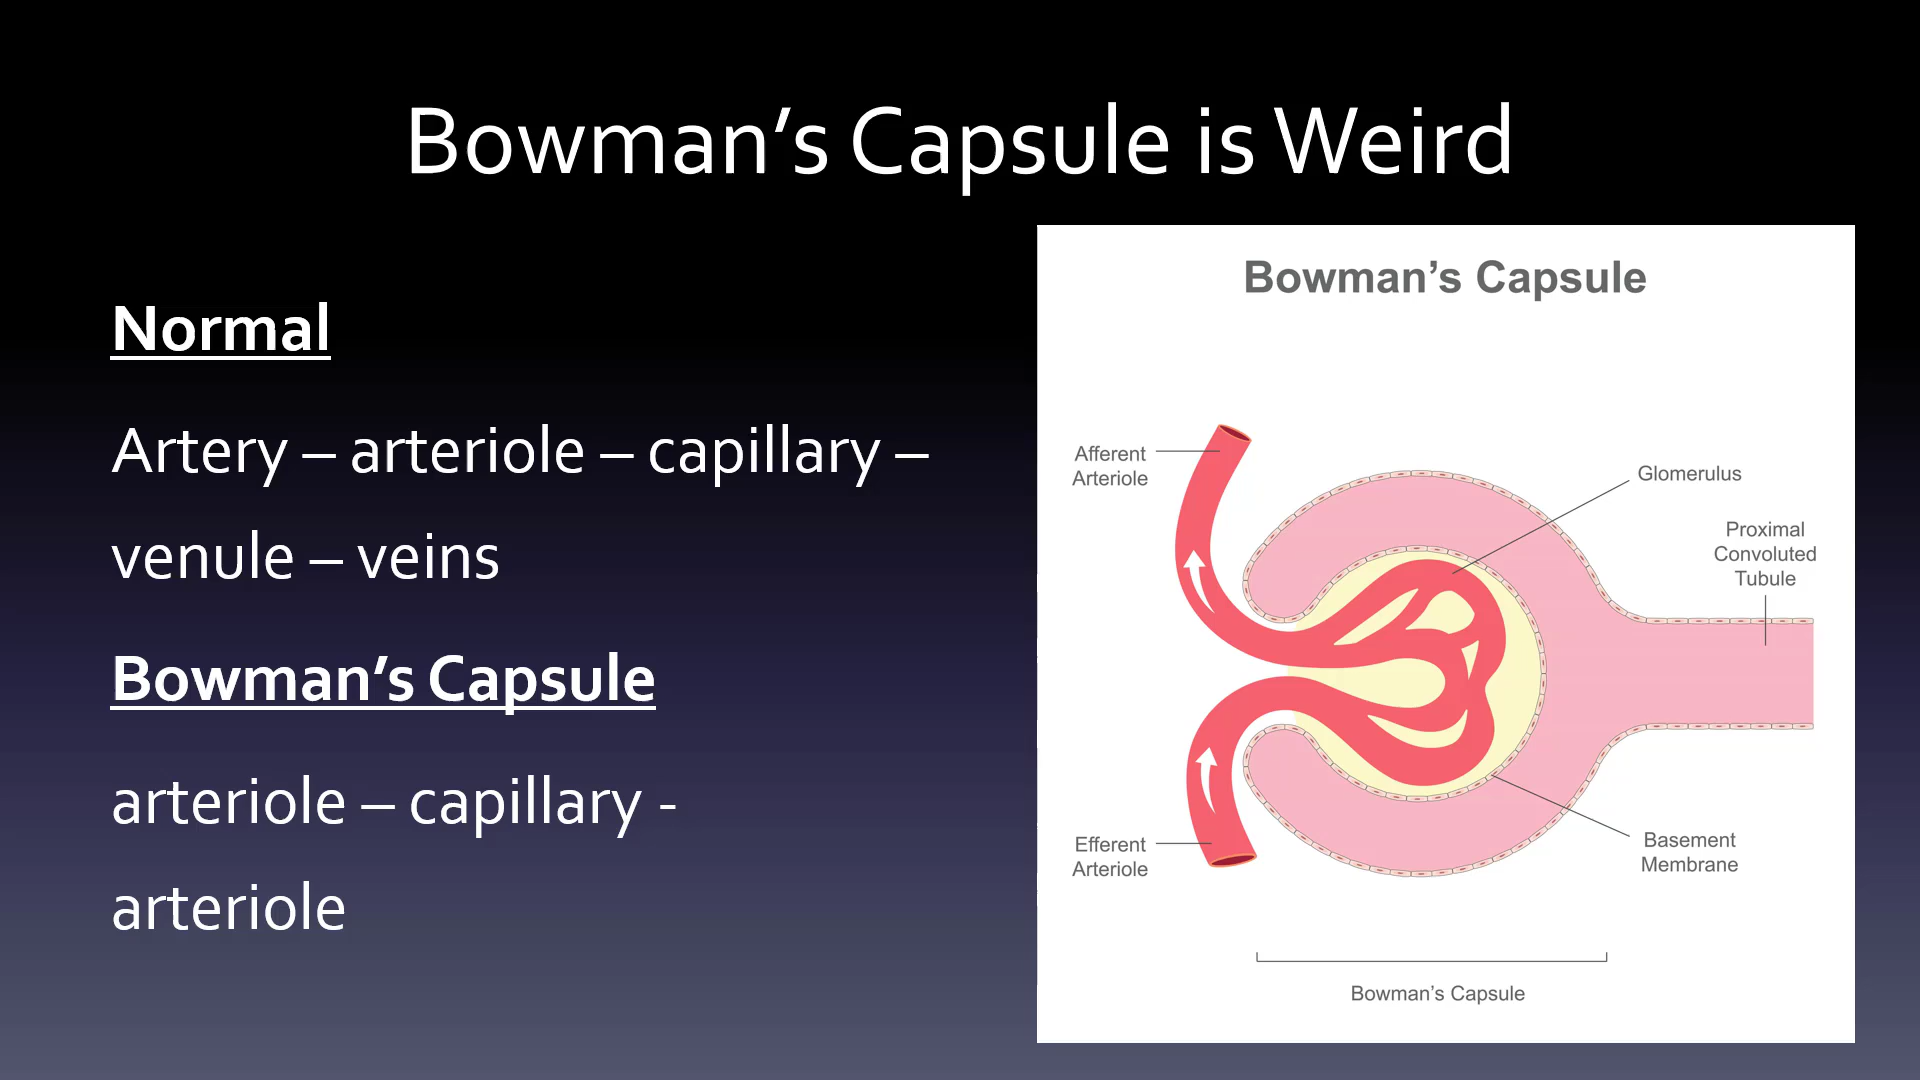 Bowman’s Capsule is Weird
Normal
Artery – arteriole – capillary –
venule – veins
Bowman’s Capsule
arteriole – capillary -
arteriole
Bowman’s Capsule
Afferent
Arteriole
Glomerulus
Proximal
Convoluted
Tubule
Efferent
Arteriole
Basement
Membrane
Bowman’s Capsule